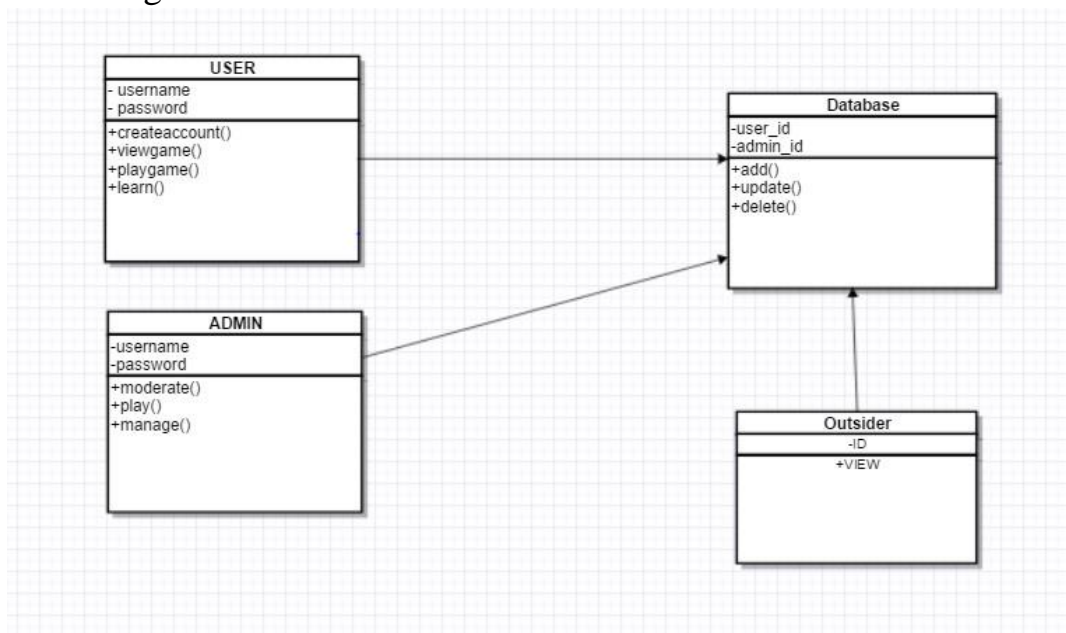 USER
- username
- password
+createaccount()
+viewgame()
+playgame()
+learn()
ADMIN
-username
-password
+moderate()
+play()
+manage()
Database
-user_id
-admin_id
+add()
+update()
+delete()
Outsider
-ID
+VIEW